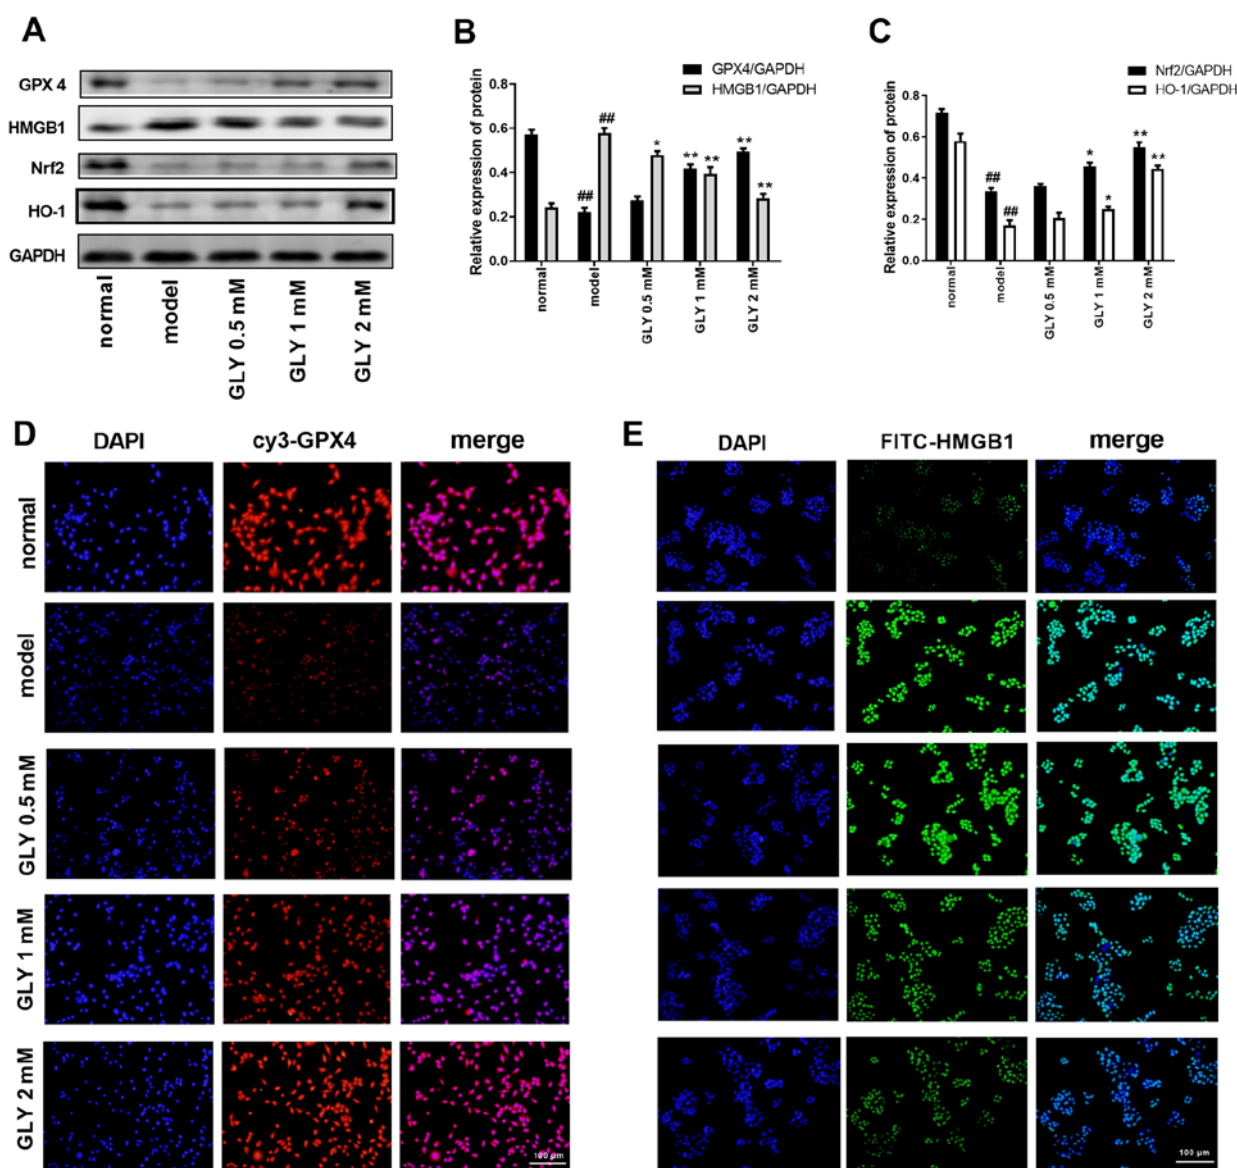 A
GPX 4
HMGB1
Nrf2
HO-1
GAPDH
normal
model
GLY 0.5 mM
GLY 1 mM
GLY 2 mM
B
GPX4/GAPDH
HMGB1/GAPDH
Relative expression of protein
0.8
0.6
0.4
0.2
0.0
##
##
*
**
**
**
**
normal
model
GLY 0.5 mM
GLY 1 mM
GLY 2 mM
C
Nrf2/GAPDH
HO-1/GAPDH
Relative expression of protein
0.8
0.6
0.4
0.2
0.0
##
##
*
*
**
**
normal
model
GLY 0.5 mM
GLY 1 mM
GLY 2 mM
D
DAPI
cy3-GPX4
merge
normal
model
GLY 0.5 mM
GLY 1 mM
GLY 2 mM
100 μm
E
DAPI
FITC-HMGB1
merge
100 μm